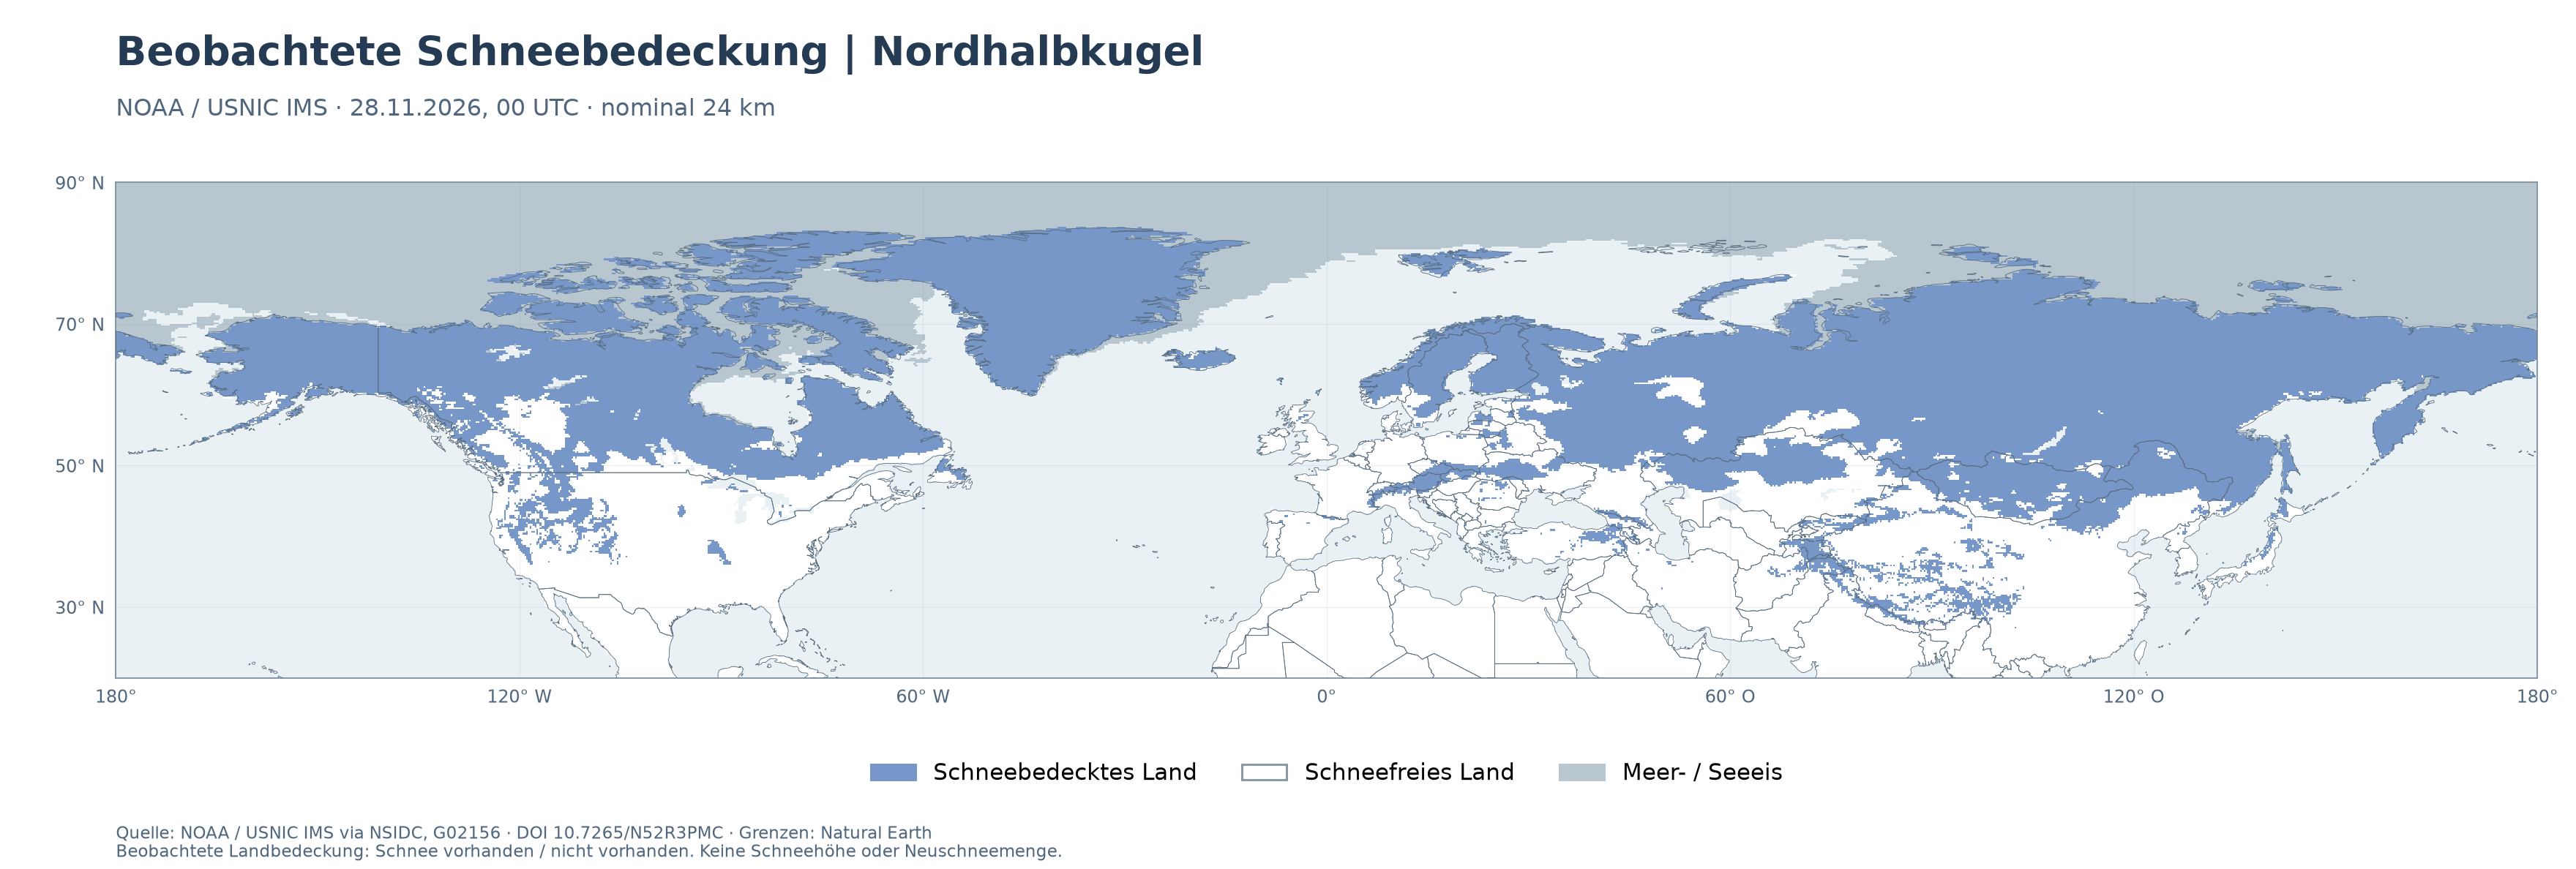 Beobachtete Schneebedeckung | Nordhalbkugel
NOAA / USNIC IMS · 28.11.2026, 00 UTC · nominal 24 km
90° N
70° N
50° N
30° N
180°
120° W
60° W
0°
60° O
120° O
180°
Schneebedecktes Land
Schneefreies Land
Meer- / Seeeis
Quelle: NOAA / USNIC IMS via NSIDC, G02156 · DOI 10.7265/N52R3PMC · Grenzen: Natural Earth
Beobachtete Landbedeckung: Schnee vorhanden / nicht vorhanden. Keine Schneehöhe oder Neuschneemenge.